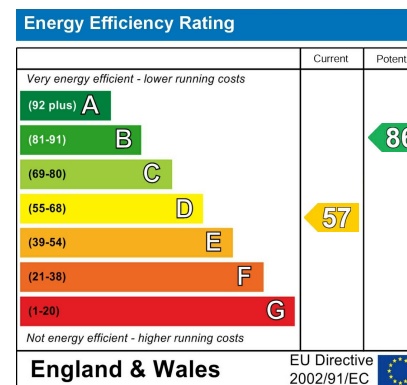 Energy Efficiency Rating
Current Potent
Very energy efficient - lower running costs
(92 plus) A
(81-91) B 86
(69-80) C
(55-68) D 57
(39-54) E
(21-38) F
(1-20) G
Not energy efficient - higher running costs
England & Wales
EU Directive
2002/91/EC